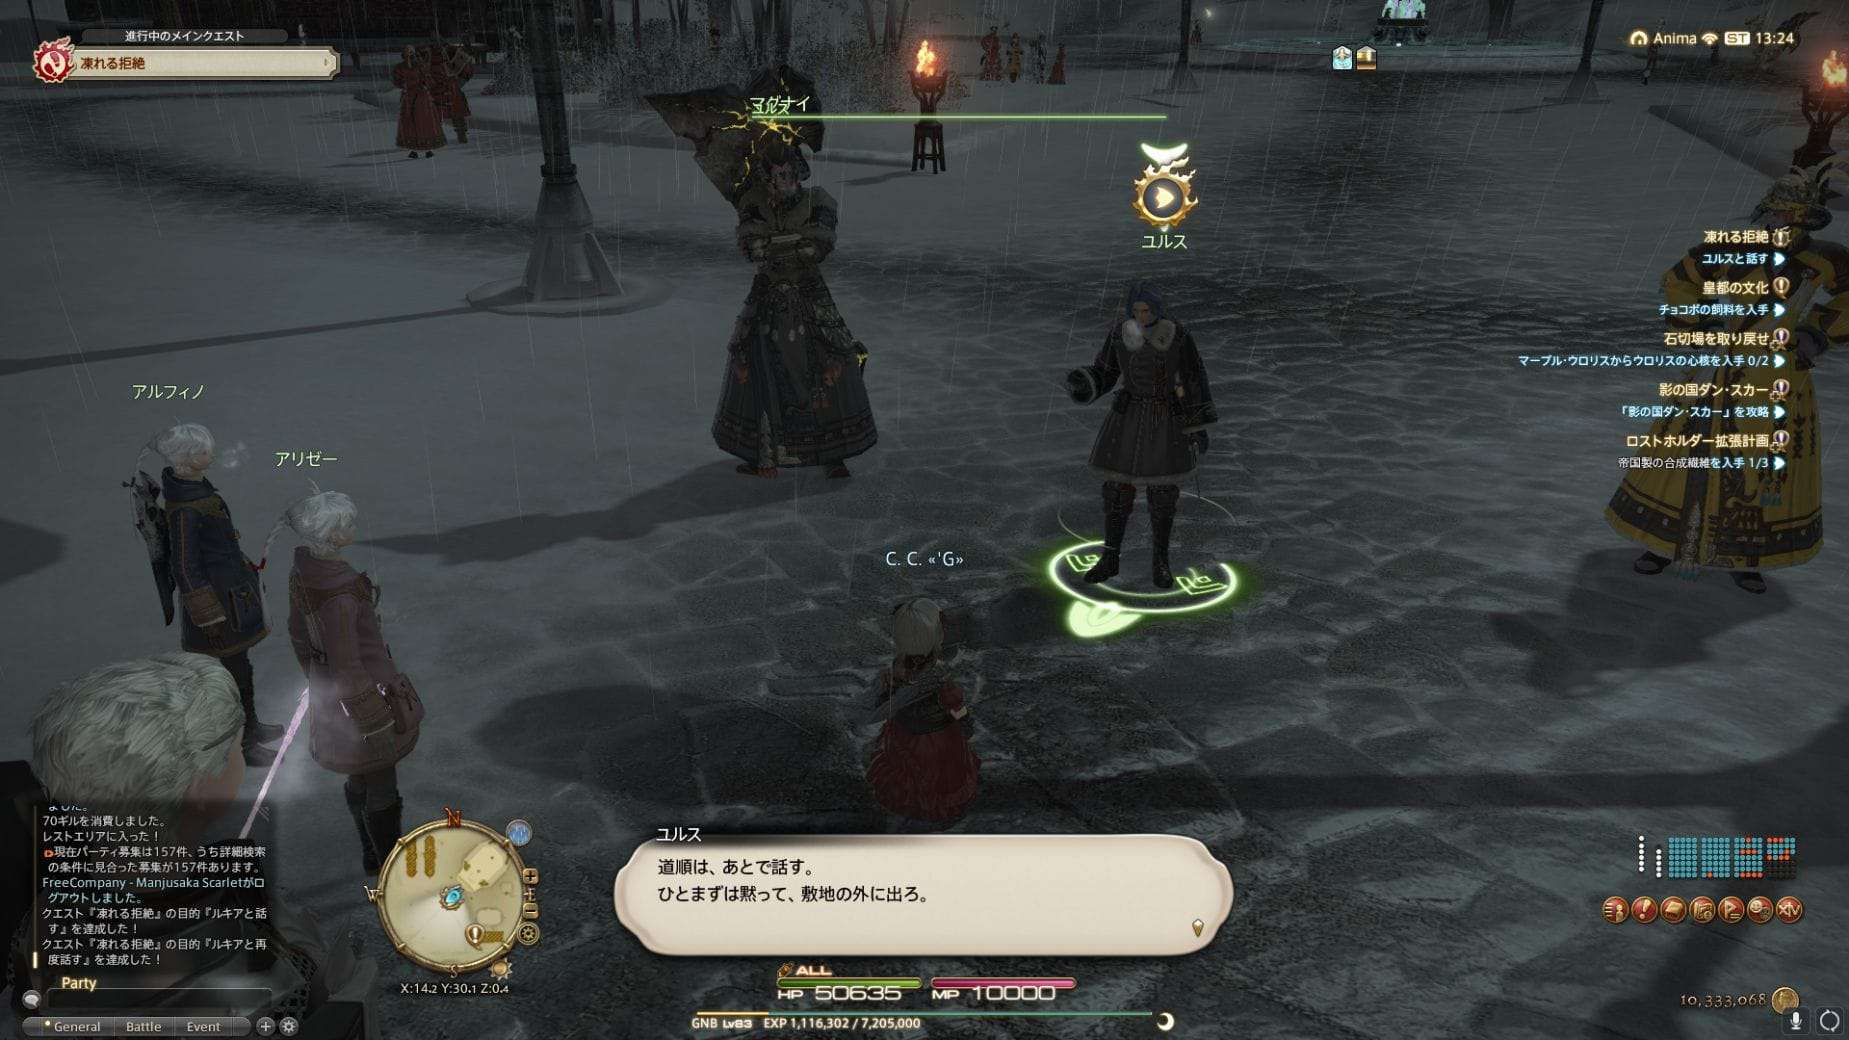 進行中のメインクエスト
凍れる拒絶
Anima ST 13:24
マグナイ
ユルス
ユルス
凍れる拒絶
ユルスと話す
皇都の文化
チョコボの飼料を入手
石切場を取り戻せ
マーブル・ウロリスからウロリスの心核を入手 0/2
影の国ダン・スカー
「影の国ダン・スカー」を攻略
ロストホルダー拡張計画
帝国製の合成繊維を入手 1/3
アルフィノ
アリゼー
C. C. «'G»
ました。
70ギルを消費しました。
レストエリアに入った！
現在パーティ募集は157件、うち詳細検索
の条件に見合った募集が157件あります。
FreeCompany - Manjusaka Scarletがロ
グアウトしました。
クエスト『凍れる拒絶』の目的『ルキアと話
す』を達成した！
クエスト『凍れる拒絶』の目的『ルキアと再
度話す』を達成した！
Party
General Battle Event
N
W
S
X:14.2 Y:30.1 Z:0.4
ユルス
道順は、あとで話す。
ひとまずは黙って、敷地の外に出ろ。
ALL
HP 50635 MP 10000
GNB Lv83 EXP 1,116,302 / 7,205,000
XIV
10,333,068